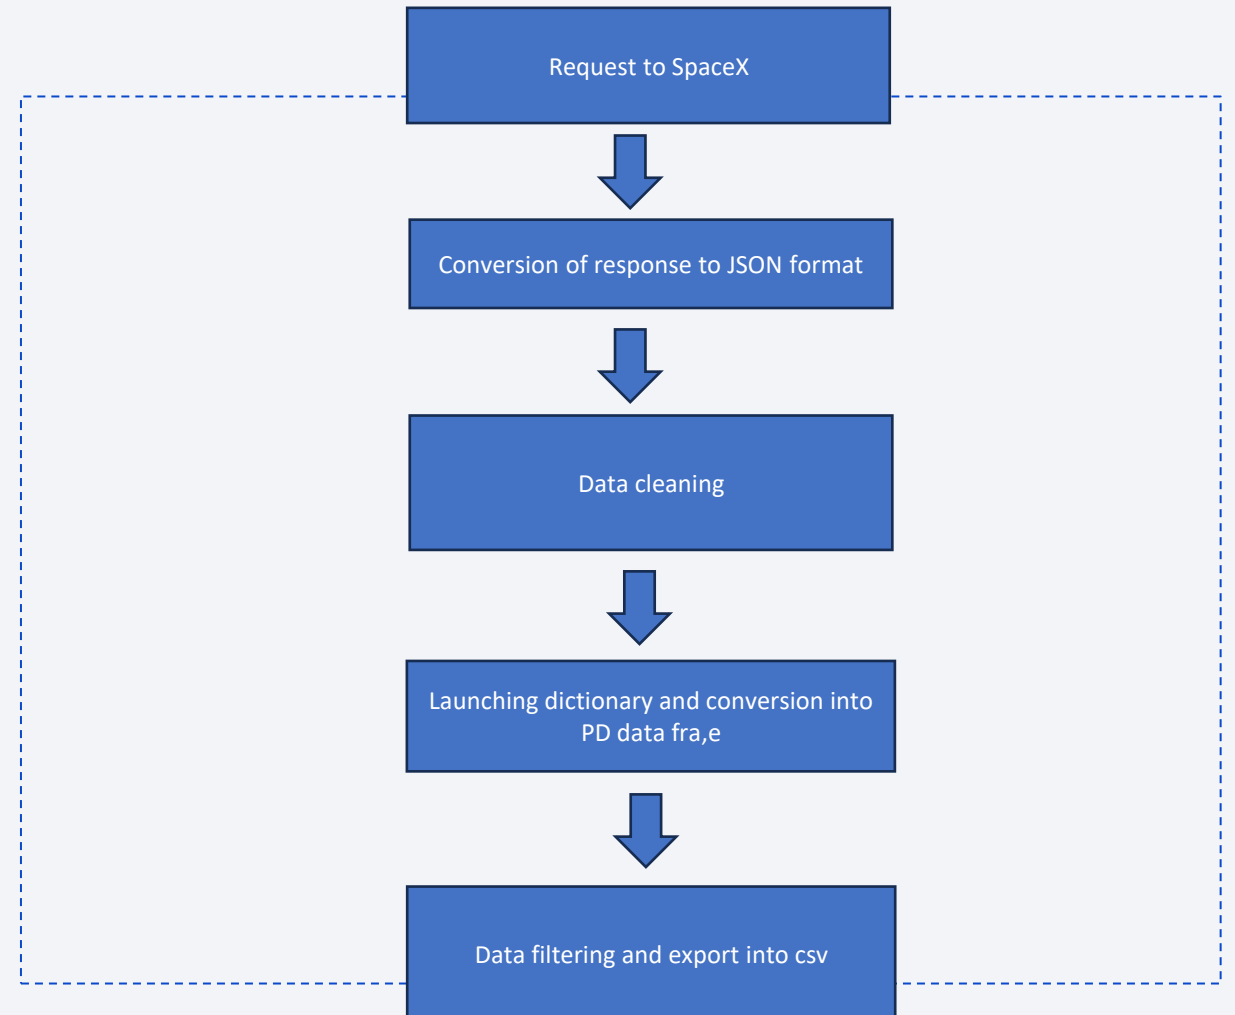 Request to SpaceX
Conversion of response to JSON format
Data cleaning
Launching dictionary and conversion into
PD data fra,e
Data filtering and export into csv